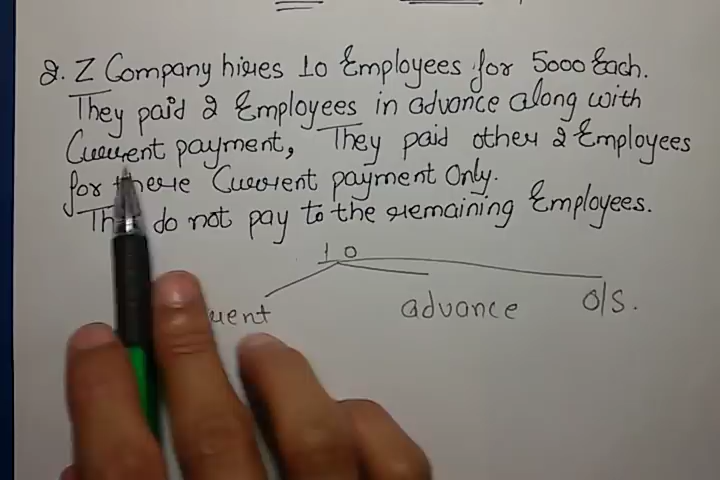 2. Z Company hires 10 Employees for 5000 Each.
They paid 2 Employees in advance along with
Current payment, They paid other 2 Employees
for there Current payment Only.
do not pay to the remaining Employees.
10
advance O/S.